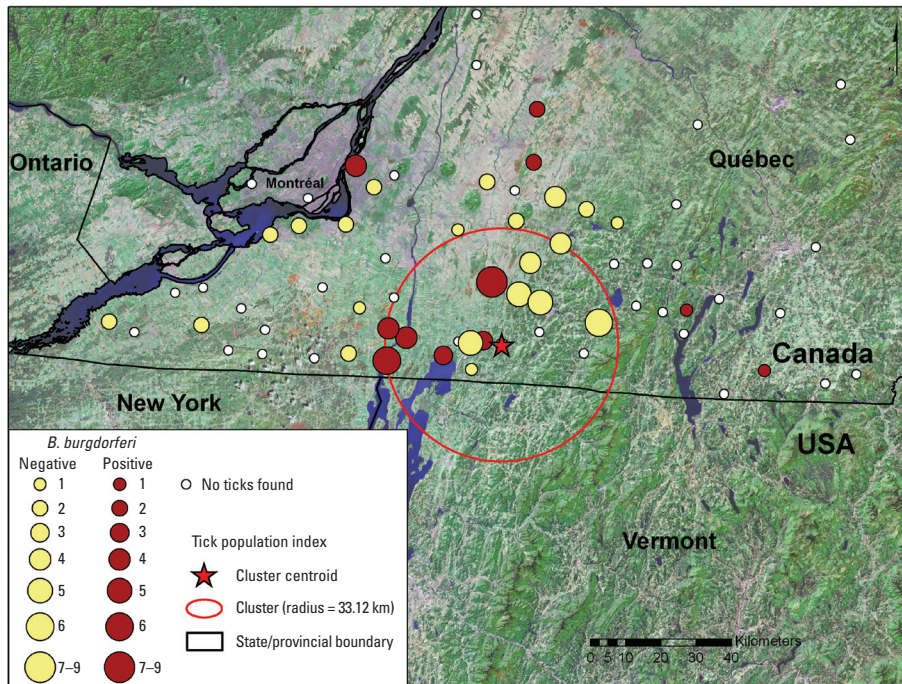 Ontario
Montréal
Québec
Canada
New York
USA
Vermont
B. burgdorferi
Negative Positive
1 1 No ticks found
2 2
3 3 Tick population index
4 4 Cluster centroid
5 5 Cluster (radius = 33.12 km)
6 6 State/provincial boundary
7–9 7–9
Kilometers
0 5 10 20 30 40